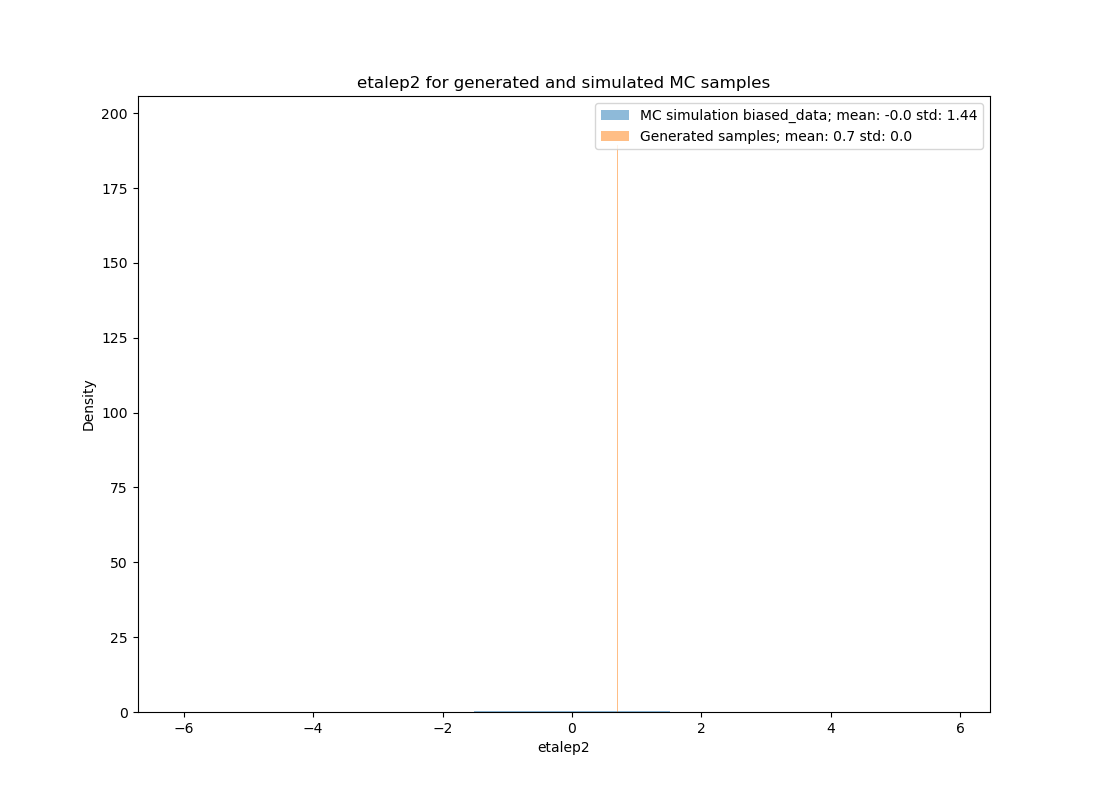 etalep2 for generated and simulated MC samples
MC simulation biased_data; mean: -0.0 std: 1.44
Generated samples; mean: 0.7 std: 0.0
200
175
150
125
100
75
50
25
0
Density
−6 −4 −2 0 2 4 6
etalep2